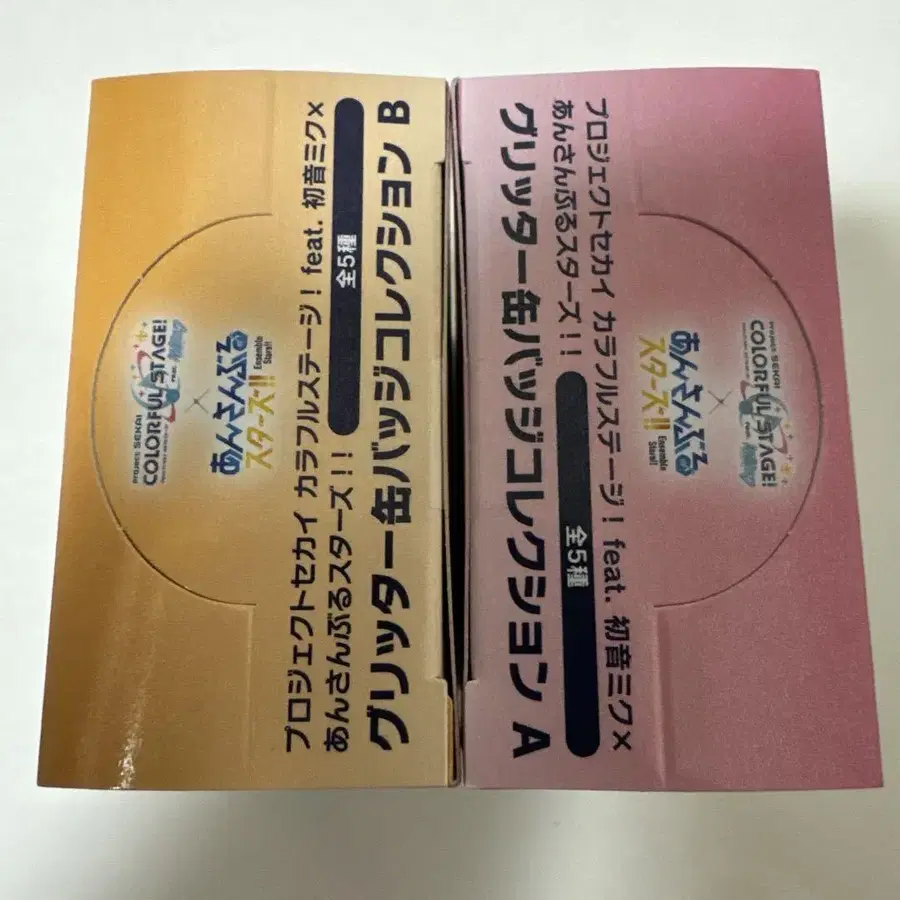 プロジェクトセカイ カラフルステージ! feat. 初音ミク×
あんさんぶるスターズ!!
全5種
グリッター缶バッジコレクション B
PROJECT SEKAI
COLORFUL STAGE!
feat.
×
あんさんぶる
スターズ!!
Ensemble
Stars!!
プロジェクトセカイ カラフルステージ! feat. 初音ミク×
あんさんぶるスターズ!!
全5種
グリッター缶バッジコレクション A
PROJECT SEKAI
COLORFUL STAGE!
feat.
×
あんさんぶる
スターズ!!
Ensemble
Stars!!